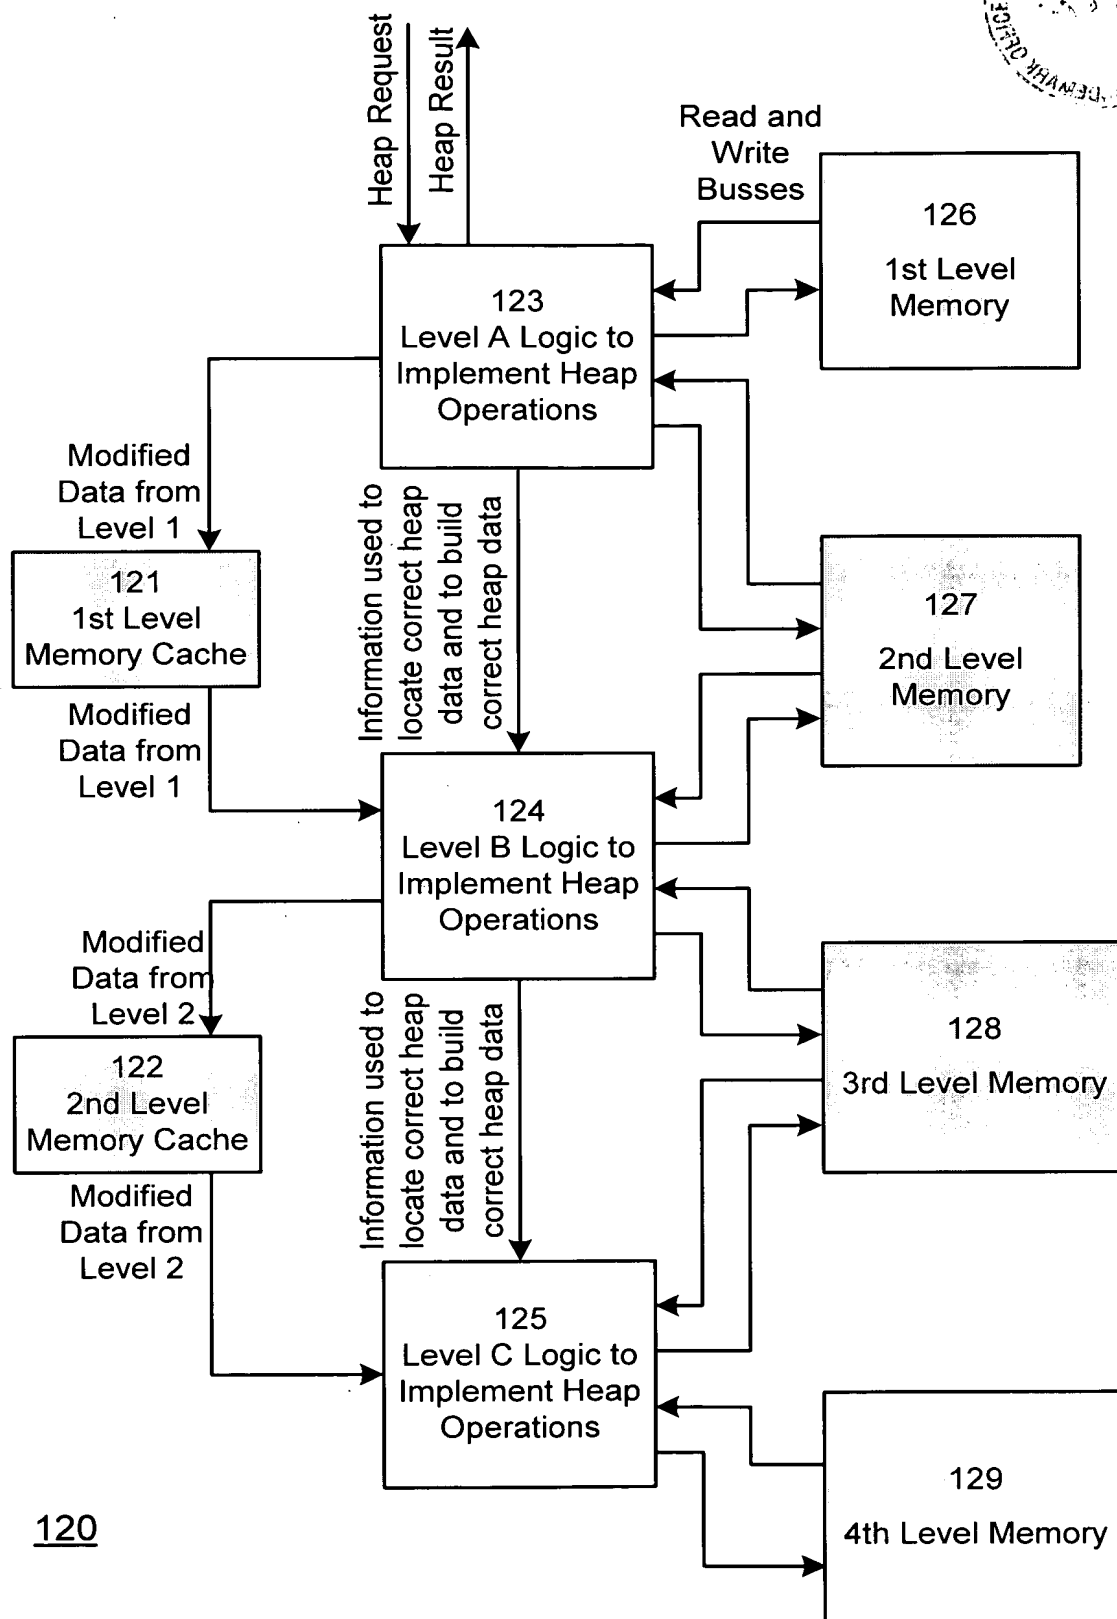 Heap Request
Heap Result
Read and
Write
Busses
126
1st Level
Memory
123
Level A Logic to
Implement Heap
Operations
Modified
Data from
Level 1
121
1st Level
Memory Cache
Modified
Data from
Level 1
Information used to
locate correct heap
data and to build
correct heap data
127
2nd Level
Memory
124
Level B Logic to
Implement Heap
Operations
Modified
Data from
Level 2
122
2nd Level
Memory Cache
Modified
Data from
Level 2
Information used to
locate correct heap
data and to build
correct heap data
128
3rd Level Memory
125
Level C Logic to
Implement Heap
Operations
129
4th Level Memory
120